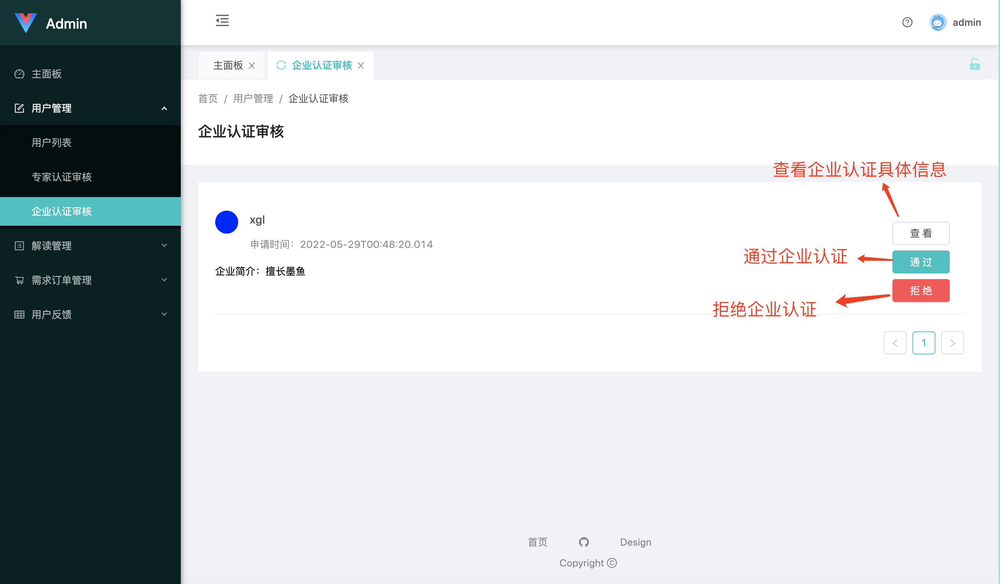 Admin
主面板
用户管理
用户列表
专家认证审核
企业认证审核
解读管理
需求订单管理
用户反馈
admin
主面板
企业认证审核
首页 / 用户管理 / 企业认证审核
企业认证审核
查看企业认证具体信息
xgl
申请时间：2022-05-29T00:48:20.014
企业简介：擅长墨鱼
查 看
通过企业认证
通 过
拒 绝
拒绝企业认证
< 1 >
首页 Design
Copyright ©